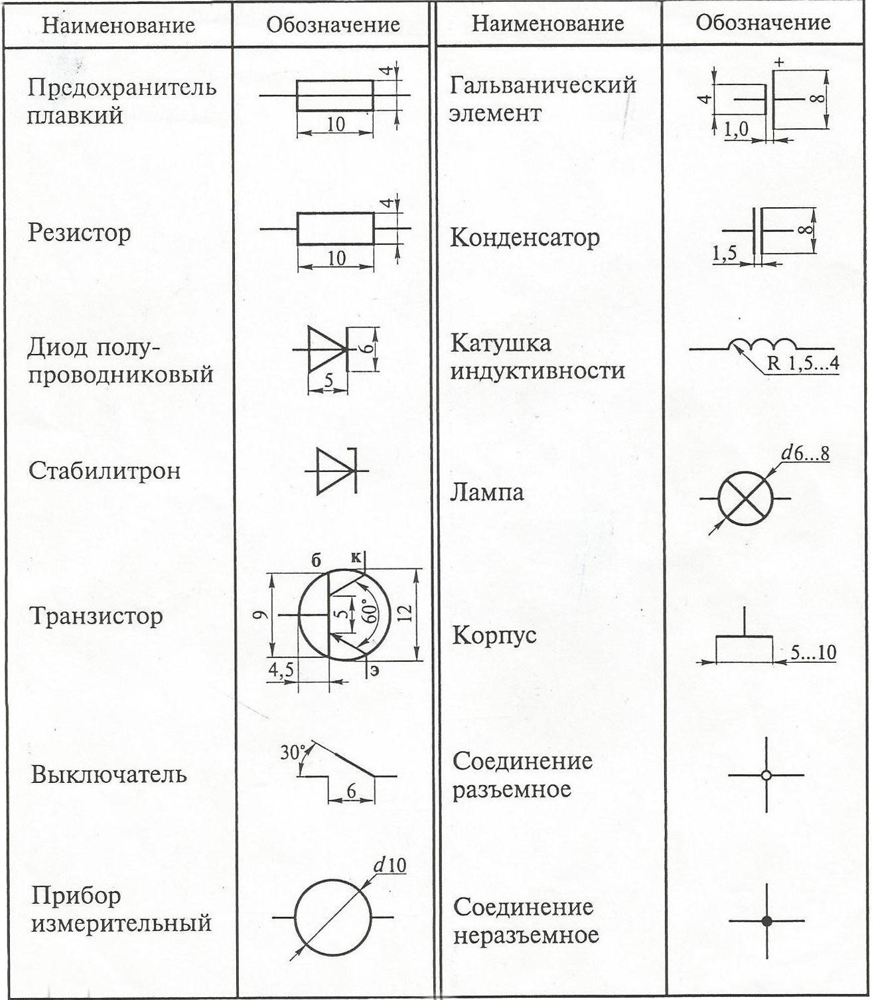 Наименование
Обозначение
Наименование
Обозначение
Предохранитель
плавкий
4
10
Гальванический
элемент
+
4
8
1,0
Резистор
4
10
Конденсатор
8
1,5
Диод полу-
проводниковый
6
5
Катушка
индуктивности
R 1,5...4
Стабилитрон
Лампа
d6...8
Транзистор
б
к
9
5
60°
12
4,5
э
Корпус
5...10
Выключатель
30°
6
Соединение
разъемное
Прибор
измерительный
d10
Соединение
неразъемное